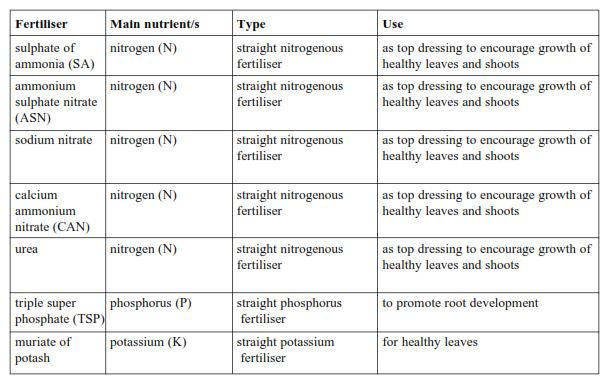 Fertiliser Main nutrient/s Type Use
sulphate of nitrogen (N) straight nitrogenous as top dressing to encourage growth of
ammonia (SA) fertiliser healthy leaves and shoots
ammonium nitrogen (N) straight nitrogenous as top dressing to encourage growth of
sulphate nitrate fertiliser healthy leaves and shoots
(ASN)
sodium nitrate nitrogen (N) straight nitrogenous as top dressing to encourage growth of
fertiliser healthy leaves and shoots
calcium nitrogen (N) straight nitrogenous as top dressing to encourage growth of
ammonium fertiliser healthy leaves and shoots
nitrate (CAN)
urea nitrogen (N) straight nitrogenous as top dressing to encourage growth of
fertiliser healthy leaves and shoots
triple super phosphorus (P) straight phosphorus to promote root development
phosphate (TSP) fertiliser
muriate of potassium (K) straight potassium for healthy leaves
potash fertiliser